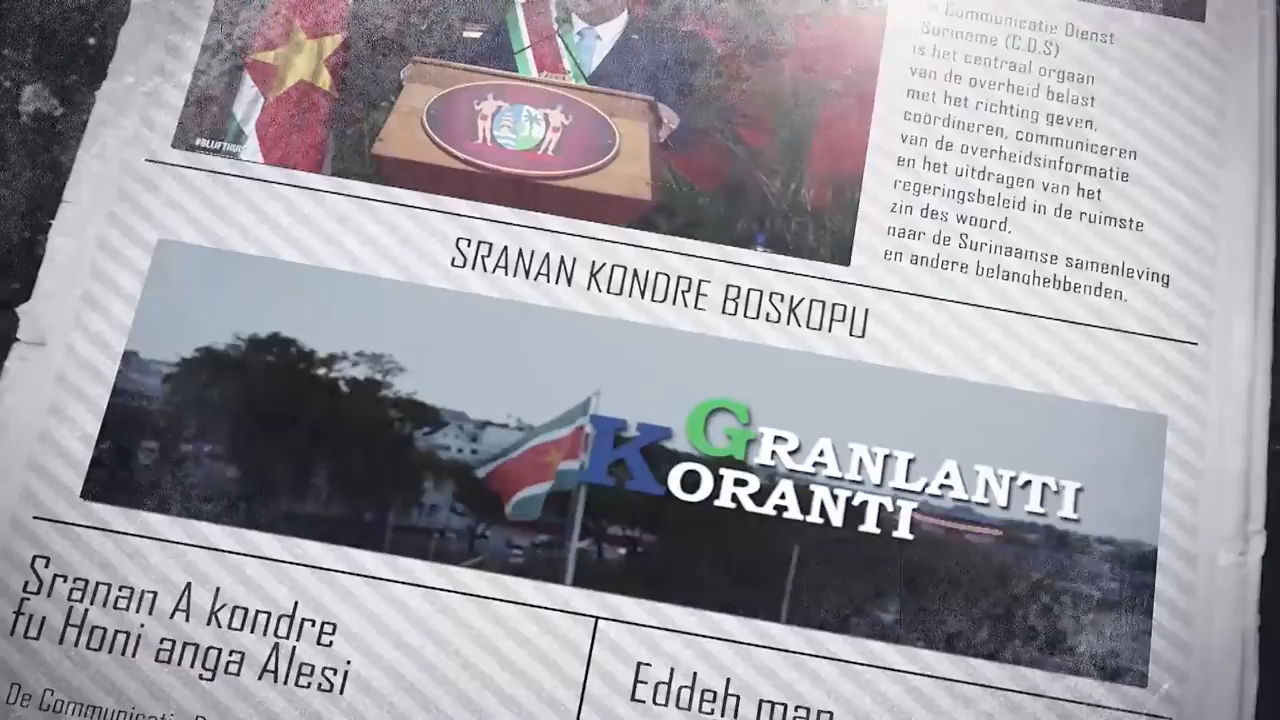 Communicatie Dienst
Suriname (C.D.S)
is het centraal orgaan
van de overheid belast
met het richting geven,
coördineren, communiceren
van de overheidsinformatie
en het uitdragen van het
regeringsbeleid in de ruimste
zin des woord,
naar de Surinaamse samenleving
en andere belanghebbenden.
SRANAN KONDRE BOSKOPU
GRANLANTI
KORANTI
Sranan A kondre
fu Honi anga Alesi
De
Eddeh man